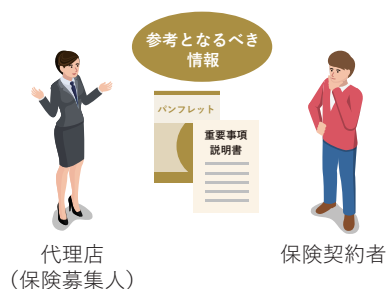 参考となるべき
情報
パンフレット
重要事項
説明書
代理店
（保険募集人）
保険契約者